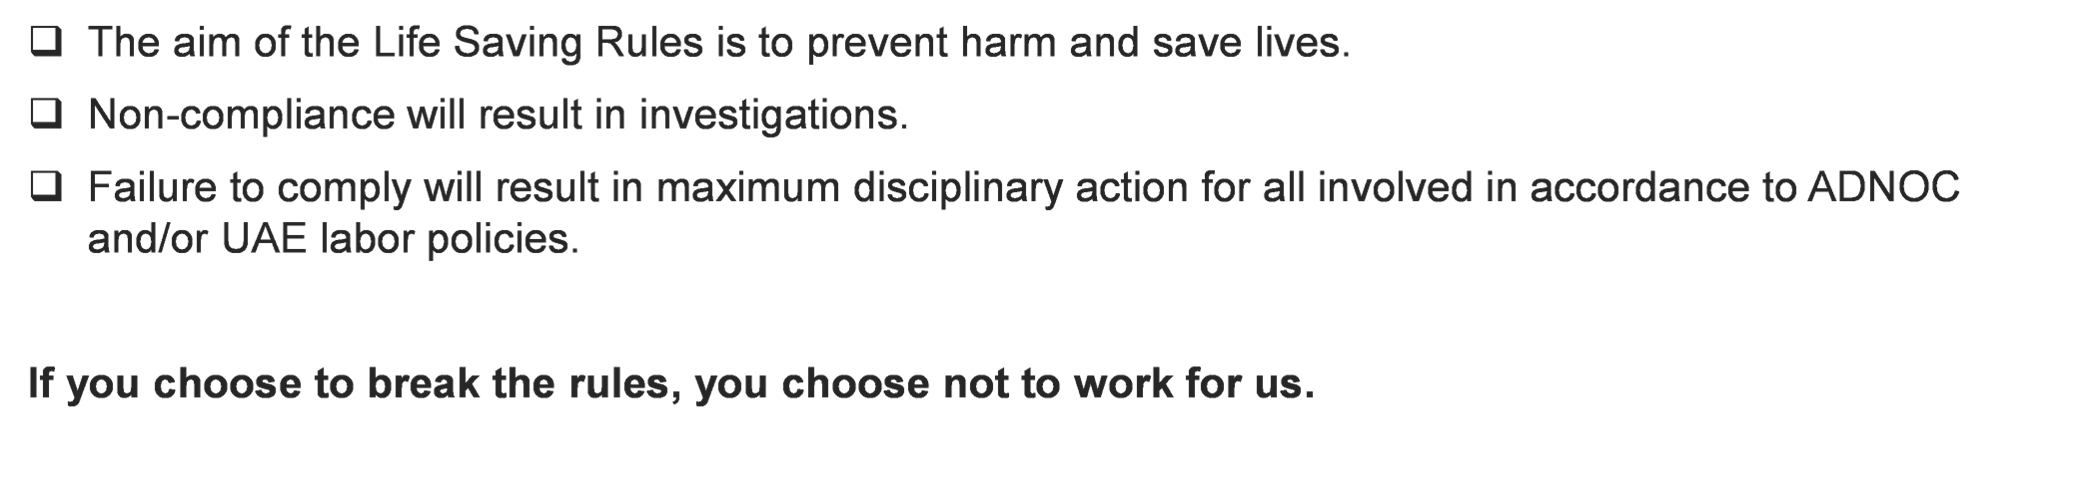 ❑ The aim of the Life Saving Rules is to prevent harm and save lives.
❑ Non-compliance will result in investigations.
❑ Failure to comply will result in maximum disciplinary action for all involved in accordance to ADNOC
and/or UAE labor policies.
If you choose to break the rules, you choose not to work for us.